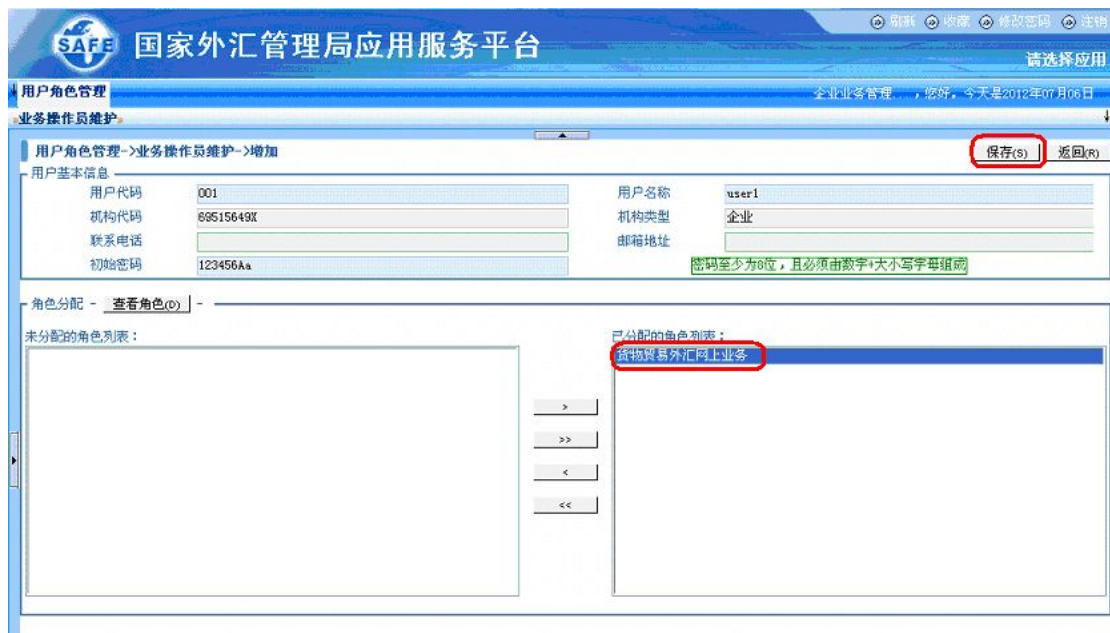 刷新 收藏 修改密码 注销
SAFE 国家外汇管理局应用服务平台
请选择应用
用户角色管理 企业业务管理...，您好。今天是2012年07月06日
业务操作员维护
用户角色管理->业务操作员维护->增加 保存(S) 返回(R)
用户基本信息
用户代码 001 用户名称 user1
机构代码 69515649X 机构类型 企业
联系电话 邮箱地址
初始密码 123456Aa 密码至少为8位，且必须由数字+大小写字母组成
角色分配 - 查看角色(D) -
未分配的角色列表： 已分配的角色列表：
货物贸易外汇网上业务
>
>>
<
<<